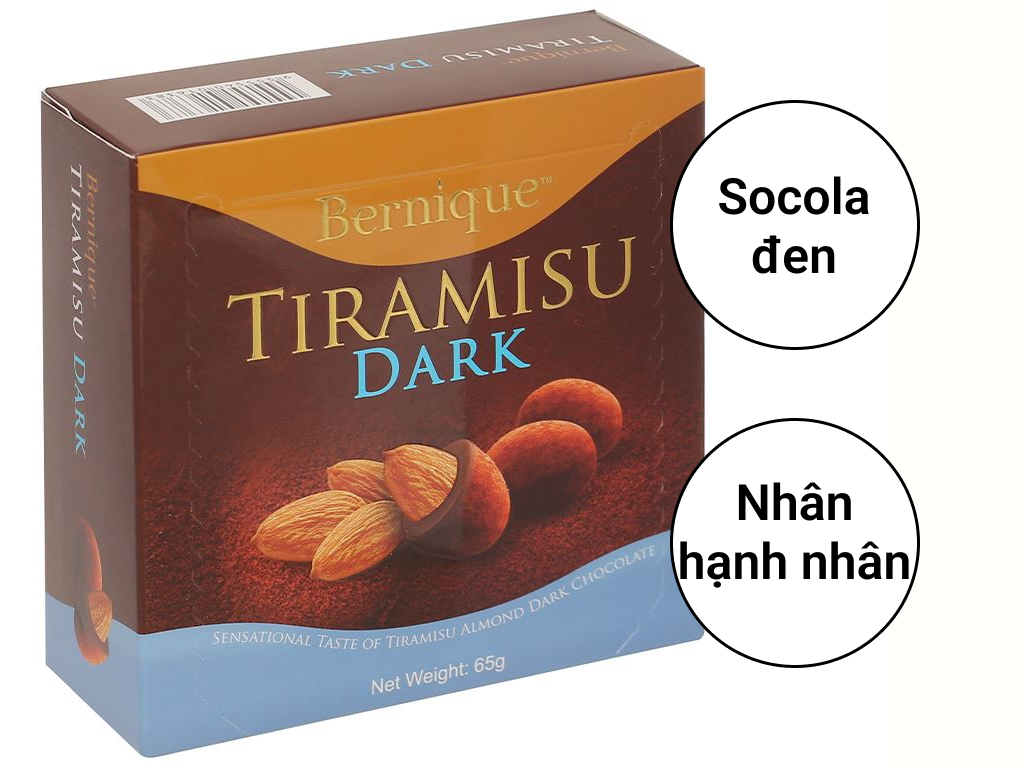 Bernique™
TIRAMISU DARK
Bernique™
TIRAMISU DARK
Bernique™
TIRAMISU
DARK
SENSATIONAL TASTE OF TIRAMISU ALMOND DARK CHOCOLATE
Net Weight: 65g
Socola
đen
Nhân
hạnh nhân